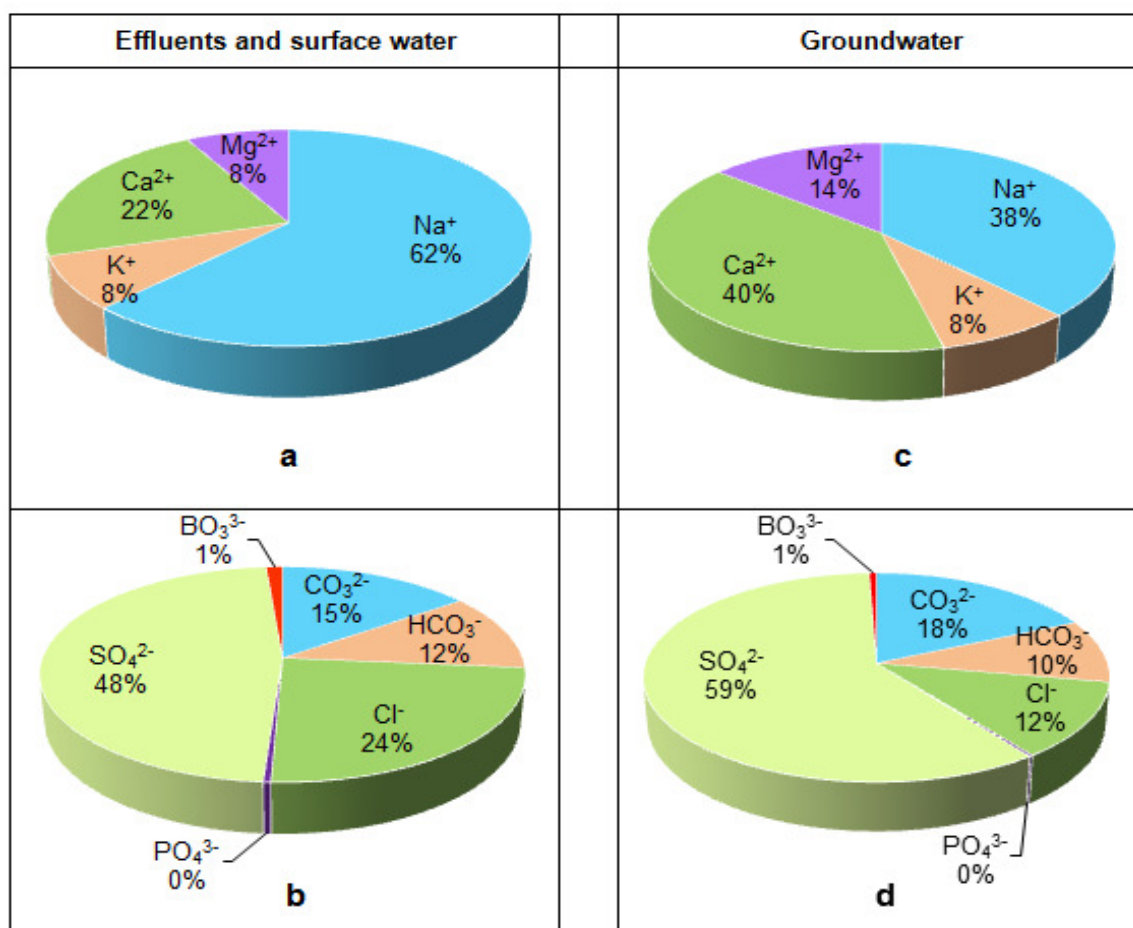 Effluents and surface water
Groundwater
Mg²⁺
8%
Ca²⁺
22%
Na⁺
62%
K⁺
8%
a
Mg²⁺
14%
Na⁺
38%
Ca²⁺
40%
K⁺
8%
c
BO₃³⁻
1%
CO₃²⁻
15%
HCO₃⁻
12%
SO₄²⁻
48%
Cl⁻
24%
PO₄³⁻
0%
b
BO₃³⁻
1%
CO₃²⁻
18%
HCO₃⁻
10%
SO₄²⁻
59%
Cl⁻
12%
PO₄³⁻
0%
d